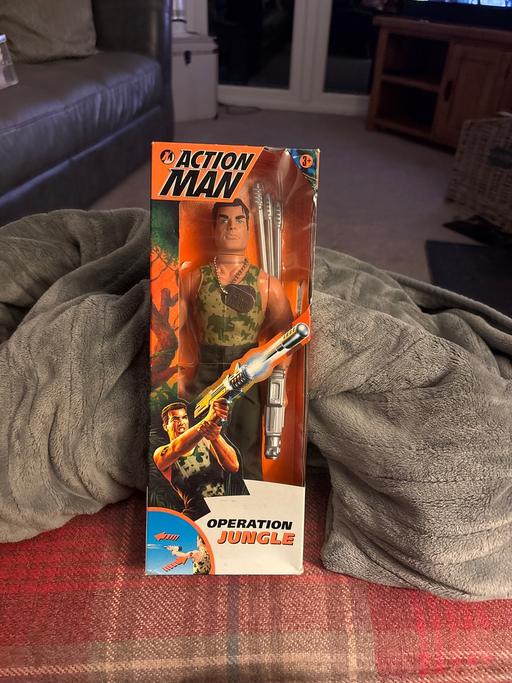 ACTION
MAN
3+
OPERATION
JUNGLE